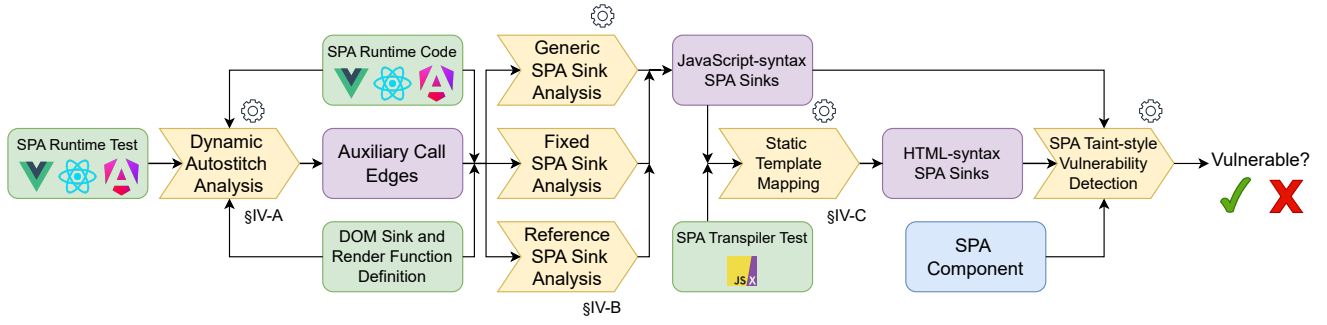 SPA Runtime Test
Dynamic
Autostitch
Analysis
§IV-A
SPA Runtime Code
Auxiliary Call
Edges
DOM Sink and
Render Function
Definition
Generic
SPA Sink
Analysis
Fixed
SPA Sink
Analysis
Reference
SPA Sink
Analysis
§IV-B
JavaScript-syntax
SPA Sinks
Static
Template
Mapping
§IV-C
SPA Transpiler Test
JS X
HTML-syntax
SPA Sinks
SPA
Component
SPA Taint-style
Vulnerability
Detection
Vulnerable?